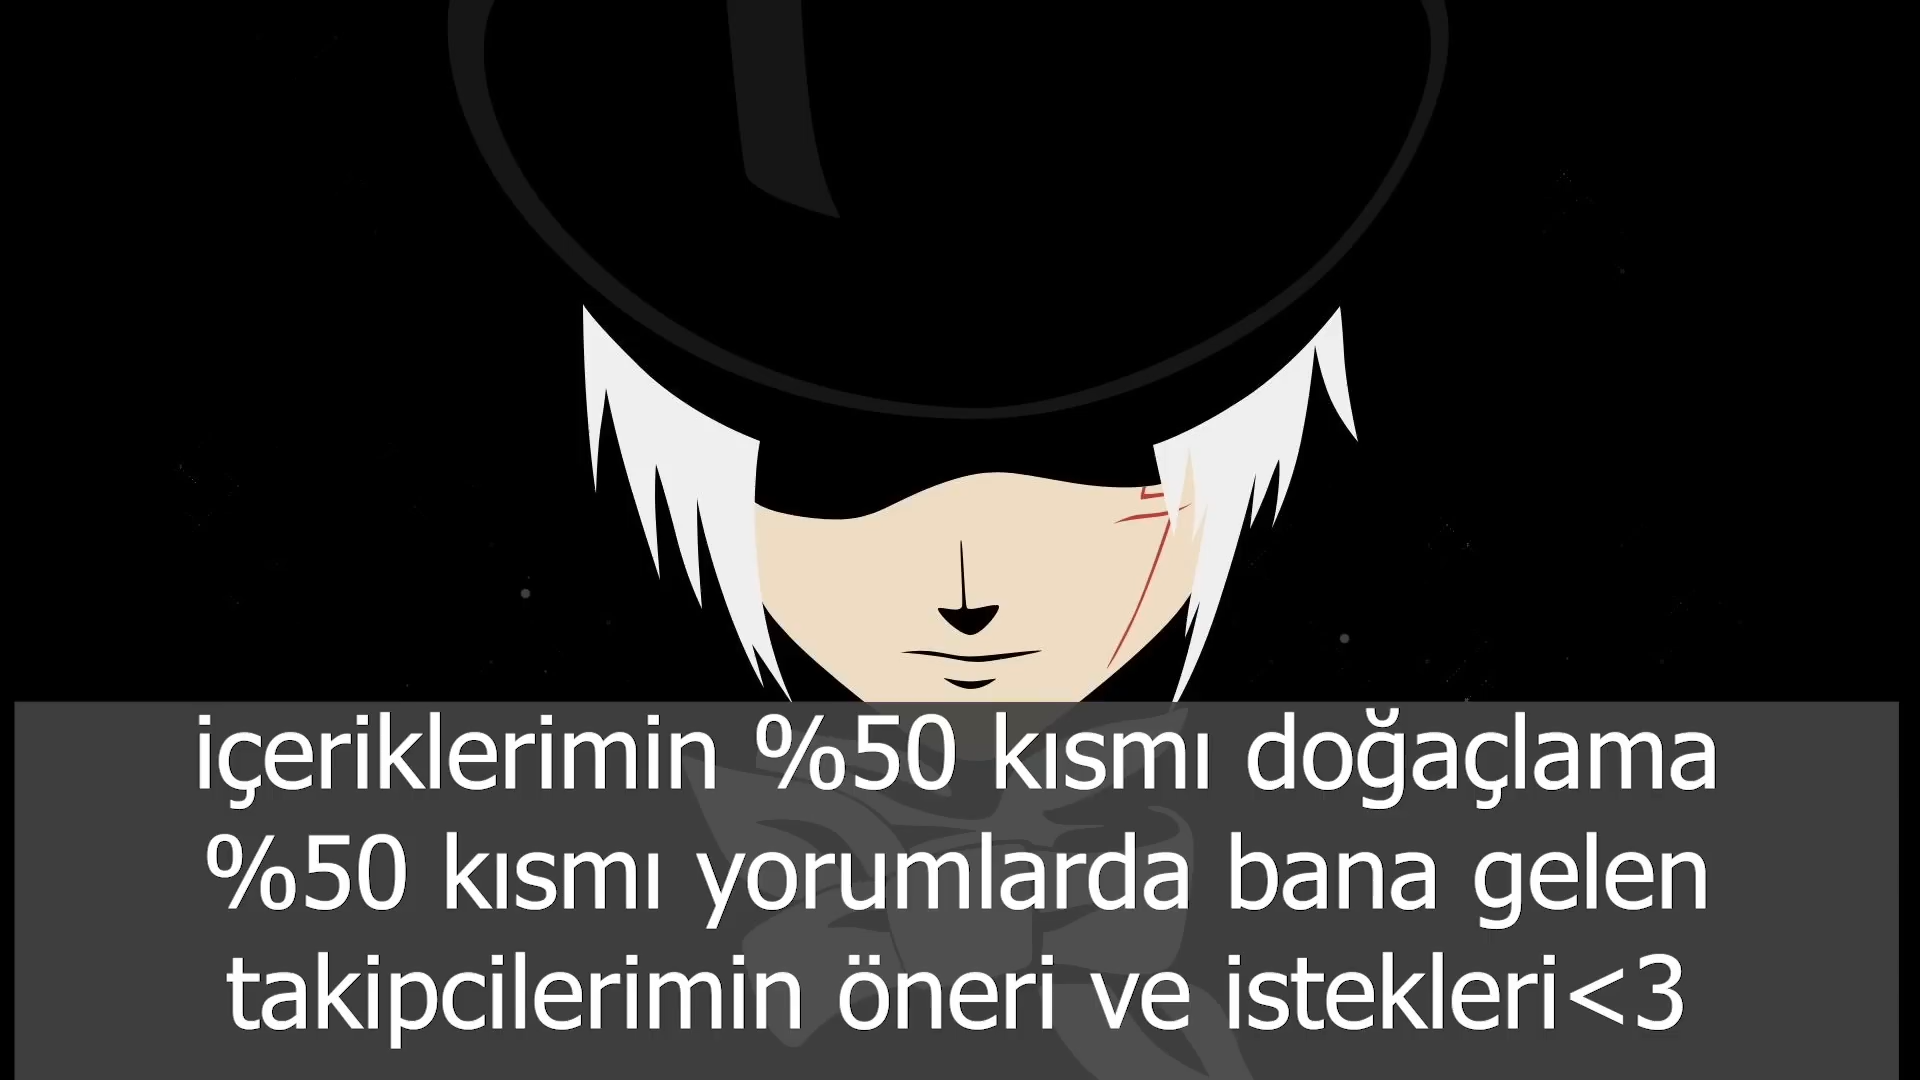 içeriklerimin %50 kısmı doğaçlama
%50 kısmı yorumlarda bana gelen
takipcilerimin öneri ve istekleri<3